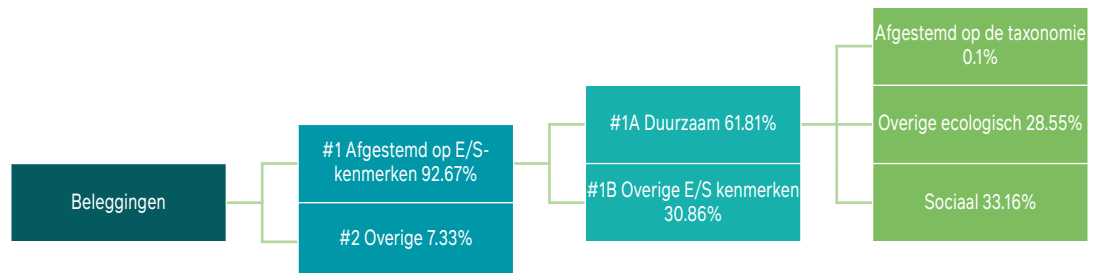 Beleggingen
#1 Afgestemd op E/S-
kenmerken 92.67%
#2 Overige 7.33%
#1A Duurzaam 61.81%
#1B Overige E/S kenmerken
30.86%
Afgestemd op de taxonomie
0.1%
Overige ecologisch 28.55%
Sociaal 33.16%